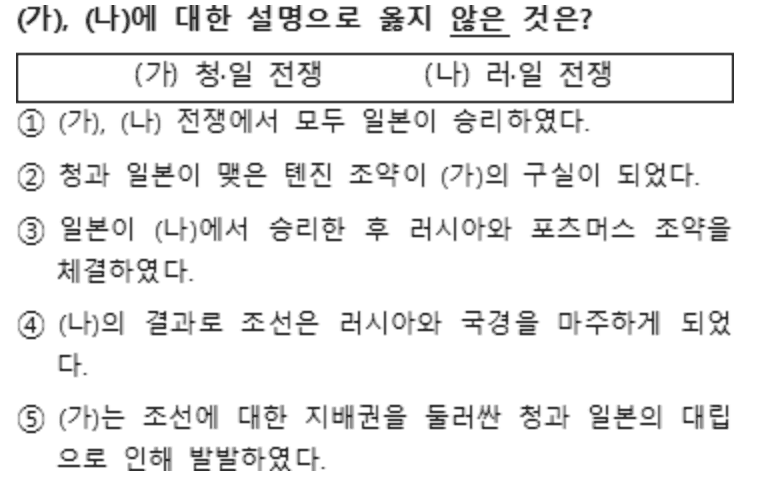 (가), (나)에 대한 설명으로 옳지 않은 것은?
(가) 청·일 전쟁 (나) 러·일 전쟁
① (가), (나) 전쟁에서 모두 일본이 승리하였다.
② 청과 일본이 맺은 톈진 조약이 (가)의 구실이 되었다.
③ 일본이 (나)에서 승리한 후 러시아와 포츠머스 조약을
체결하였다.
④ (나)의 결과로 조선은 러시아와 국경을 마주하게 되었
다.
⑤ (가)는 조선에 대한 지배권을 둘러싼 청과 일본의 대립
으로 인해 발발하였다.